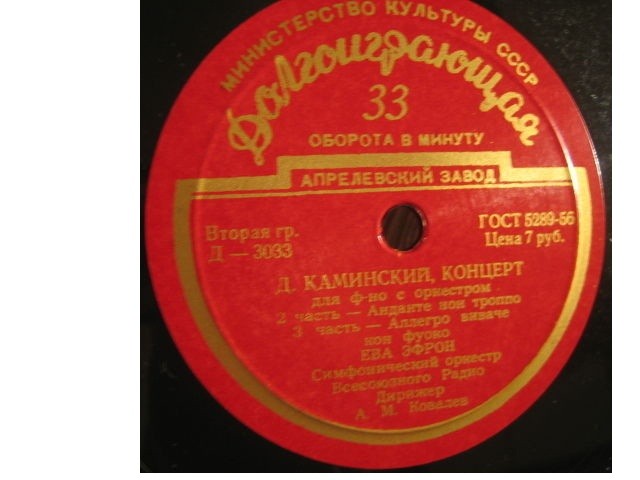 МИНИСТЕРСТВО КУЛЬТУРЫ СССР
Долгоиграющая
33
ОБОРОТА В МИНУТУ
АПРЕЛЕВСКИЙ ЗАВОД
Вторая гр.
Д — 3033
ГОСТ 5289-56
Цена 7 руб.
Д. КАМИНСКИЙ, КОНЦЕРТ
для ф-но с оркестром
2 часть — Анданте нон троппо
3 часть — Аллегро виваче
кон фуоко
ЕВА ЭФРОН
Симфонический оркестр
Всесоюзного Радио
Дирижер
А. М. Ковалев